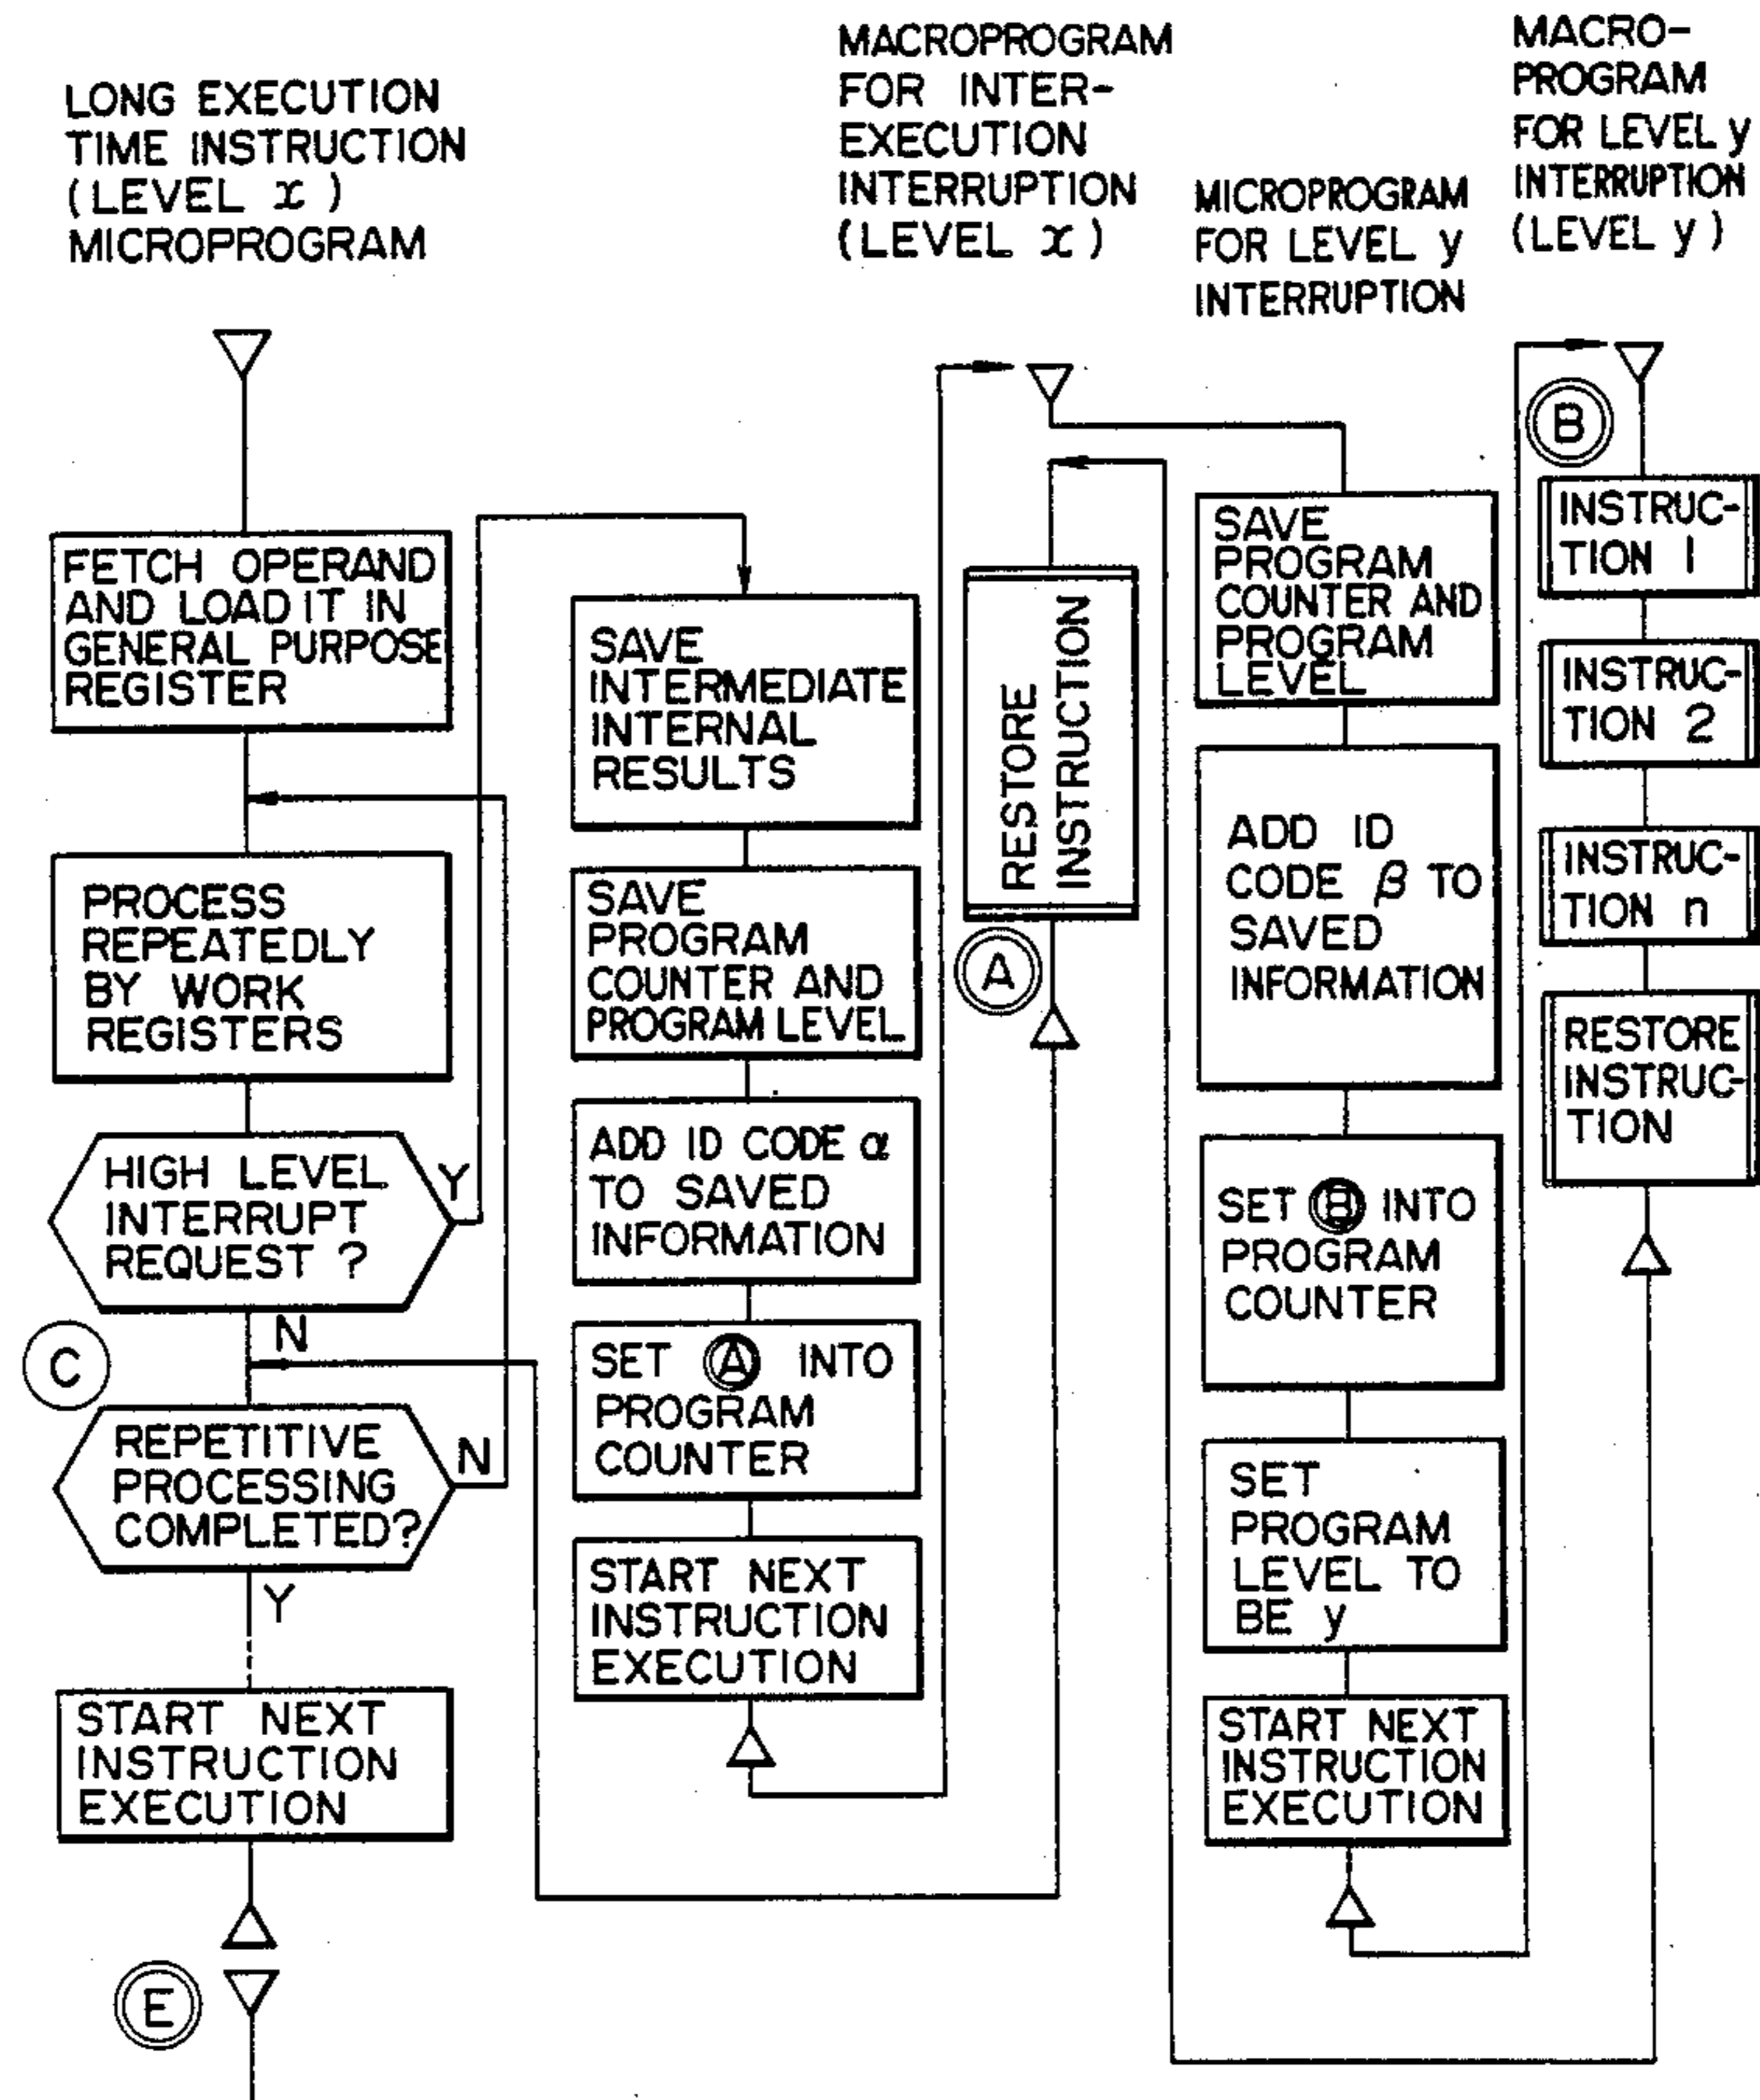 LONG EXECUTION
TIME INSTRUCTION
(LEVEL x)
MICROPROGRAM
MACROPROGRAM
FOR INTER-
EXECUTION
INTERRUPTION
(LEVEL x)
MICROPROGRAM
FOR LEVEL y
INTERRUPTION
MACRO-
PROGRAM
FOR LEVEL y
INTERRUPTION
(LEVEL y)
FETCH OPERAND
AND LOAD IT IN
GENERAL PURPOSE
REGISTER
PROCESS
REPEATEDLY
BY WORK
REGISTERS
HIGH LEVEL
INTERRUPT
REQUEST ?
Y
N
C
REPETITIVE
PROCESSING
COMPLETED?
N
Y
START NEXT
INSTRUCTION
EXECUTION
E
SAVE
INTERMEDIATE
INTERNAL
RESULTS
SAVE
PROGRAM
COUNTER AND
PROGRAM LEVEL
ADD ID CODE α
TO SAVED
INFORMATION
SET A INTO
PROGRAM
COUNTER
START NEXT
INSTRUCTION
EXECUTION
RESTORE
INSTRUCTION
A
SAVE
PROGRAM
COUNTER AND
PROGRAM
LEVEL
ADD ID
CODE β TO
SAVED
INFORMATION
SET B INTO
PROGRAM
COUNTER
SET
PROGRAM
LEVEL TO
BE y
START NEXT
INSTRUCTION
EXECUTION
B
INSTRUC-
TION 1
INSTRUC-
TION 2
INSTRUC-
TION n
RESTORE
INSTRUC-
TION